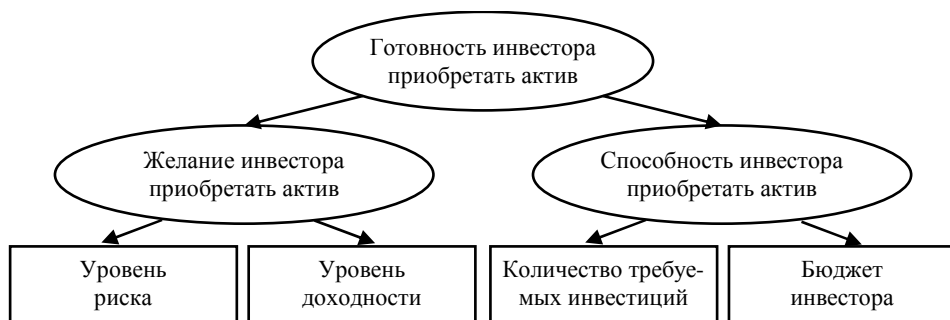 Готовность инвестора
приобретать актив
Желание инвестора
приобретать актив
Способность инвестора
приобретать актив
Уровень
риска
Уровень
доходности
Количество требуе-
мых инвестиций
Бюджет
инвестора